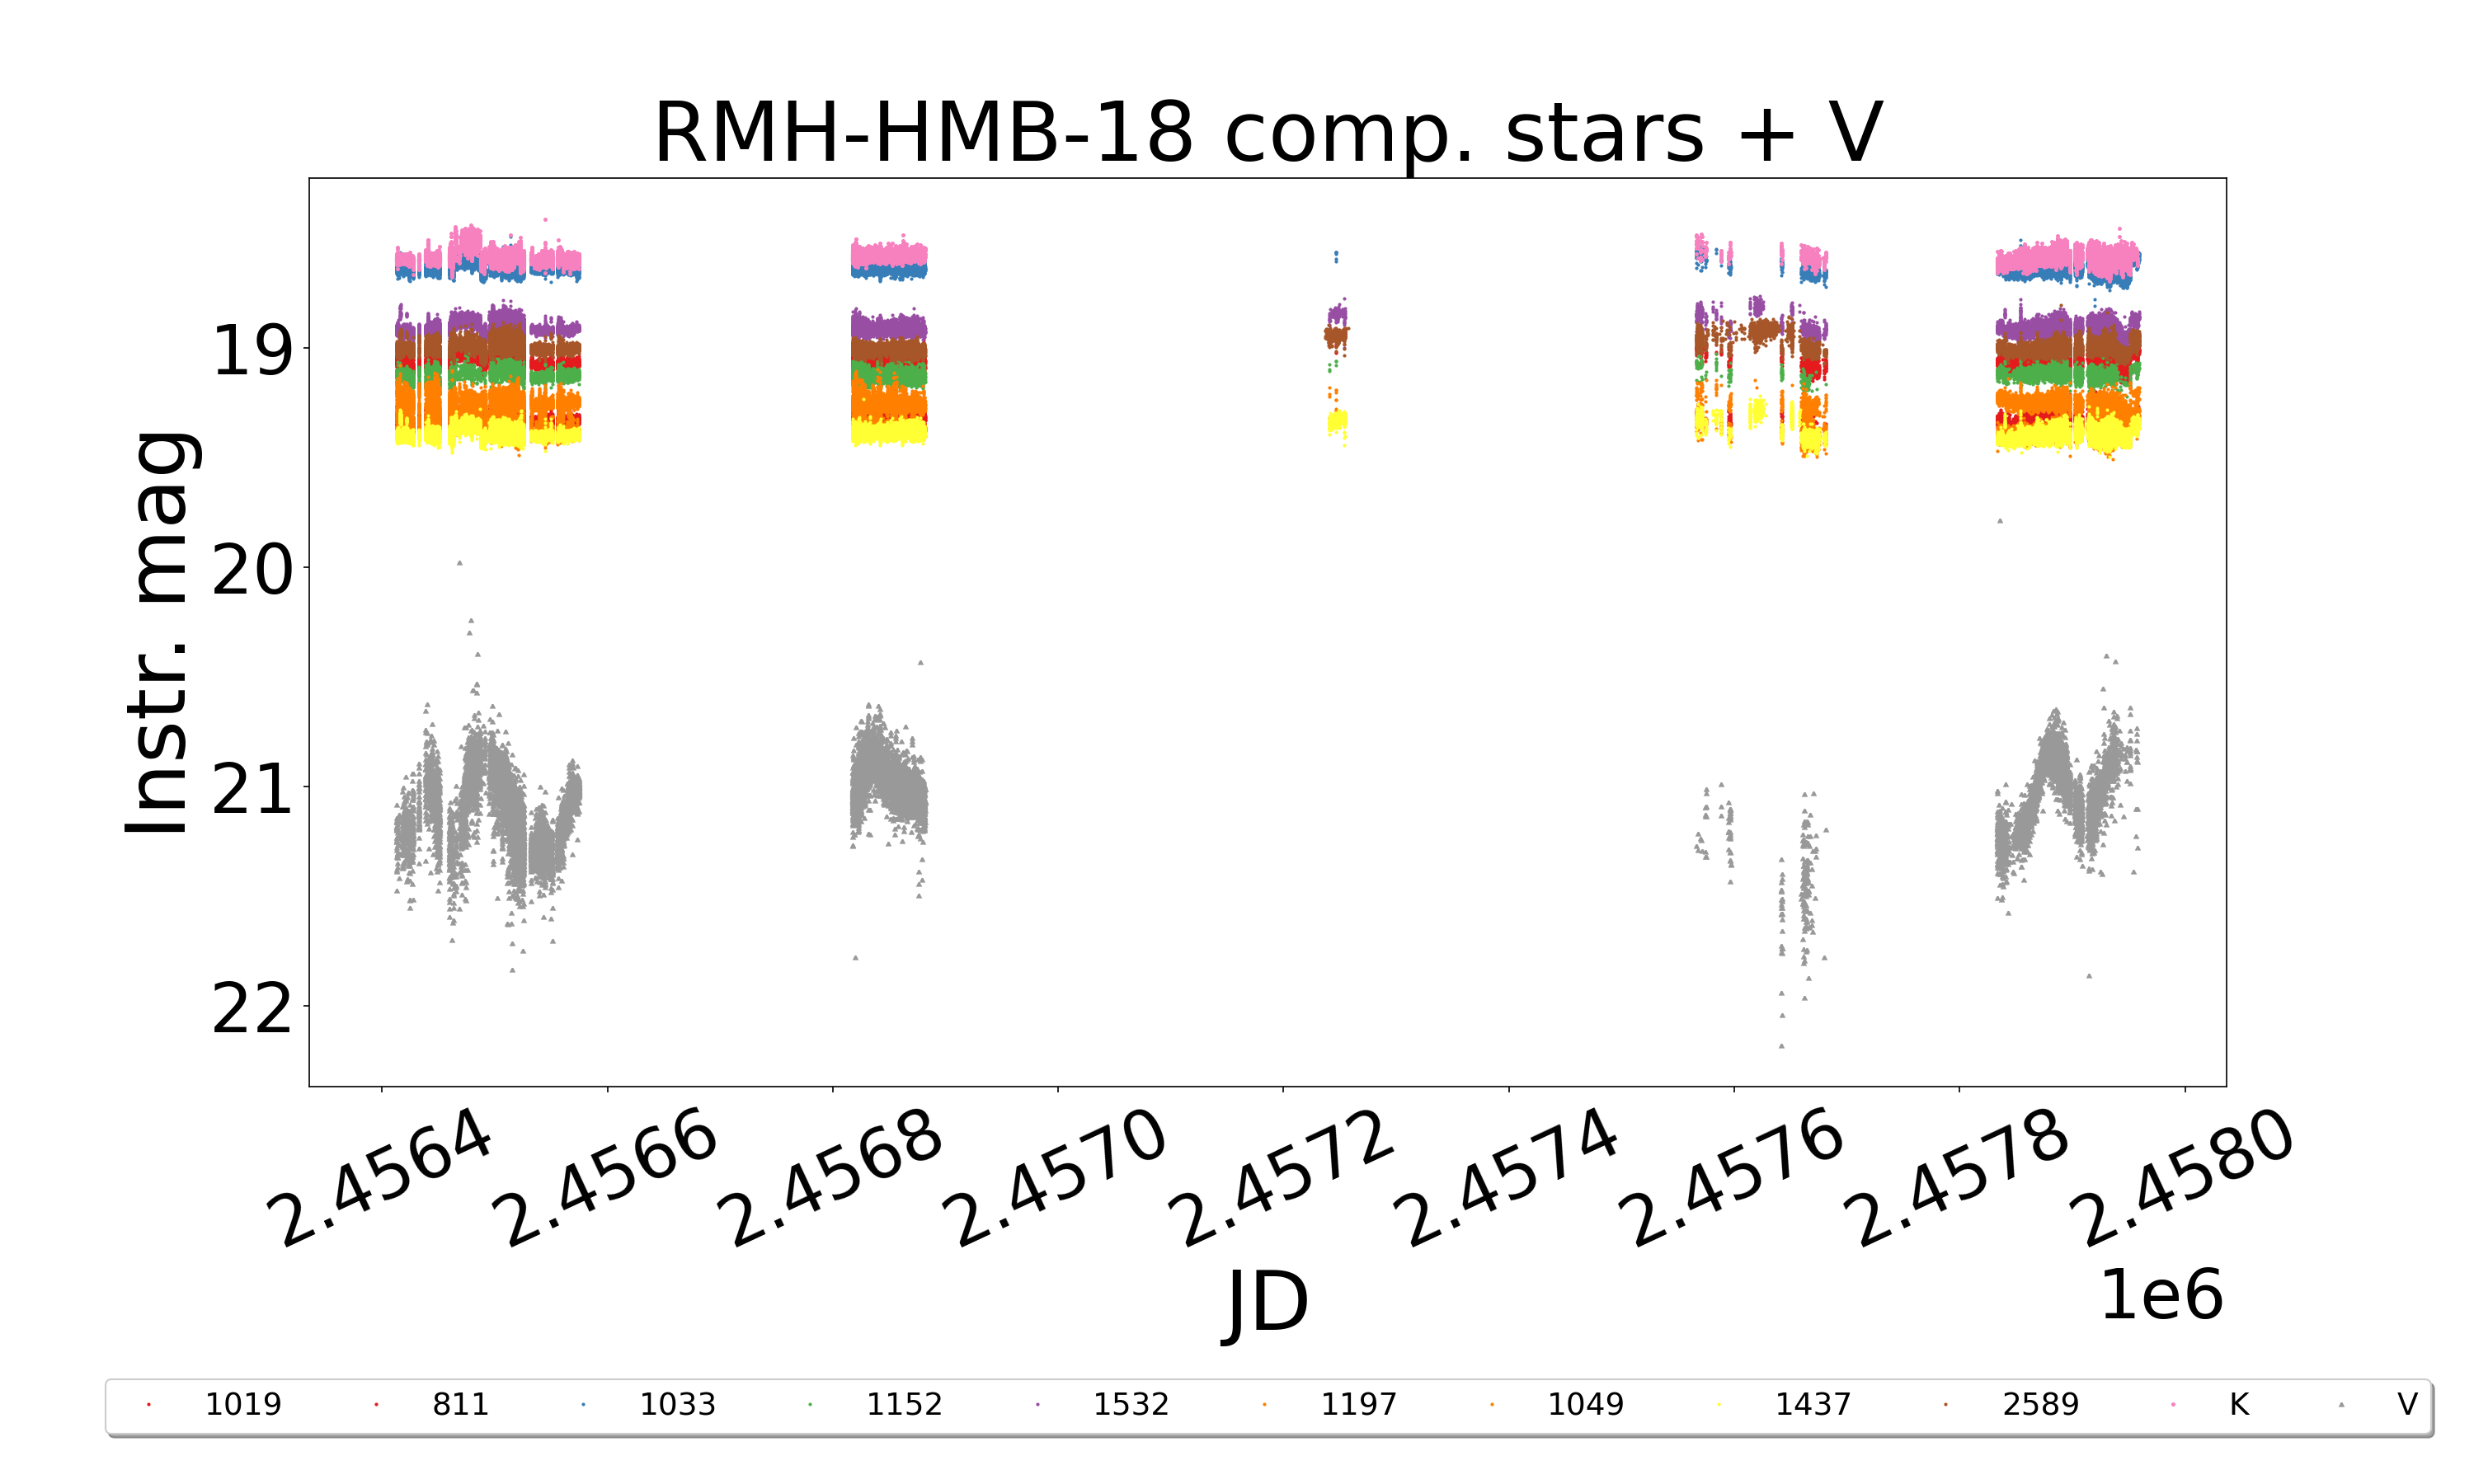 RMH-HMB-18 comp. stars + V
Instr. mag
19
20
21
22
2.4564 2.4566 2.4568 2.4570 2.4572 2.4574 2.4576 2.4578 2.4580
JD
1e6
1019 811 1033 1152 1532 1197 1049 1437 2589 K V